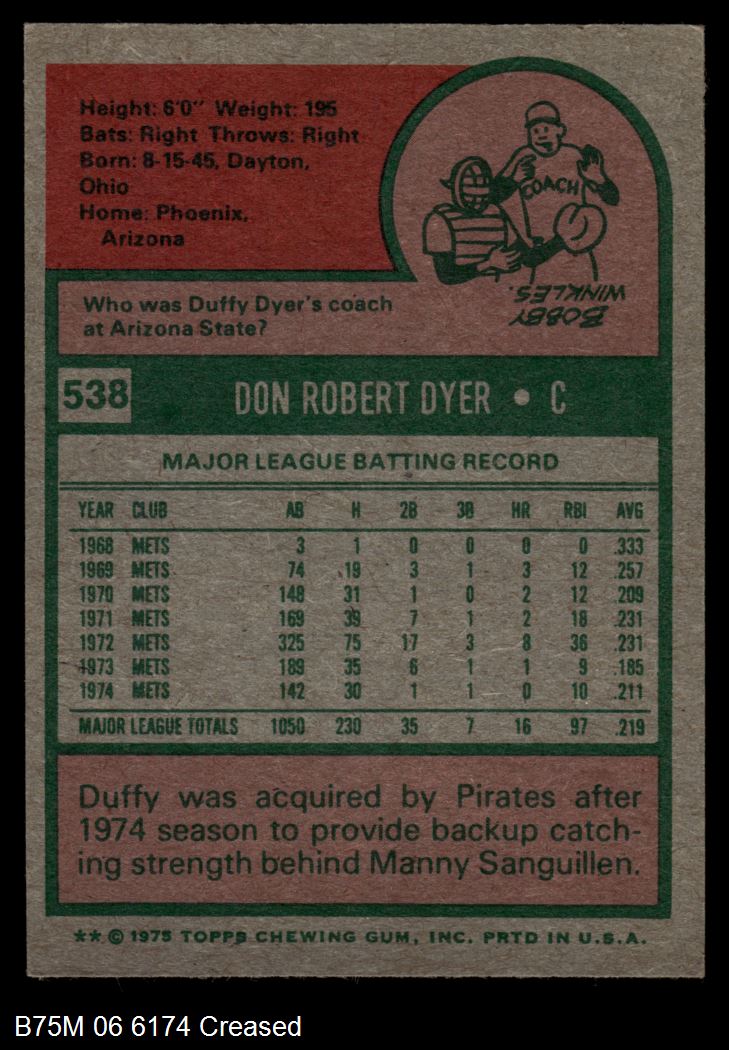 Height: 6'0" Weight: 195
Bats: Right Throws: Right
Born: 8-15-45, Dayton,
Ohio
Home: Phoenix,
Arizona
COACH
BOBBY
WINKLES.
Who was Duffy Dyer's coach
at Arizona State?
538 DON ROBERT DYER • C
MAJOR LEAGUE BATTING RECORD
YEAR CLUB AB H 2B 3B HR RBI AVG
1968 METS 3 1 0 0 0 0 .333
1969 METS 74 19 3 1 3 12 .257
1970 METS 148 31 1 0 2 12 .209
1971 METS 169 39 7 1 2 18 .231
1972 METS 325 75 17 3 8 36 .231
1973 METS 189 35 6 1 1 9 .185
1974 METS 142 30 1 1 0 10 .211
MAJOR LEAGUE TOTALS 1050 230 35 7 16 97 .219
Duffy was acquired by Pirates after
1974 season to provide backup catch-
ing strength behind Manny Sanguillen.
** © 1975 TOPPS CHEWING GUM, INC. PRTD IN U.S.A.
B75M 06 6174 Creased